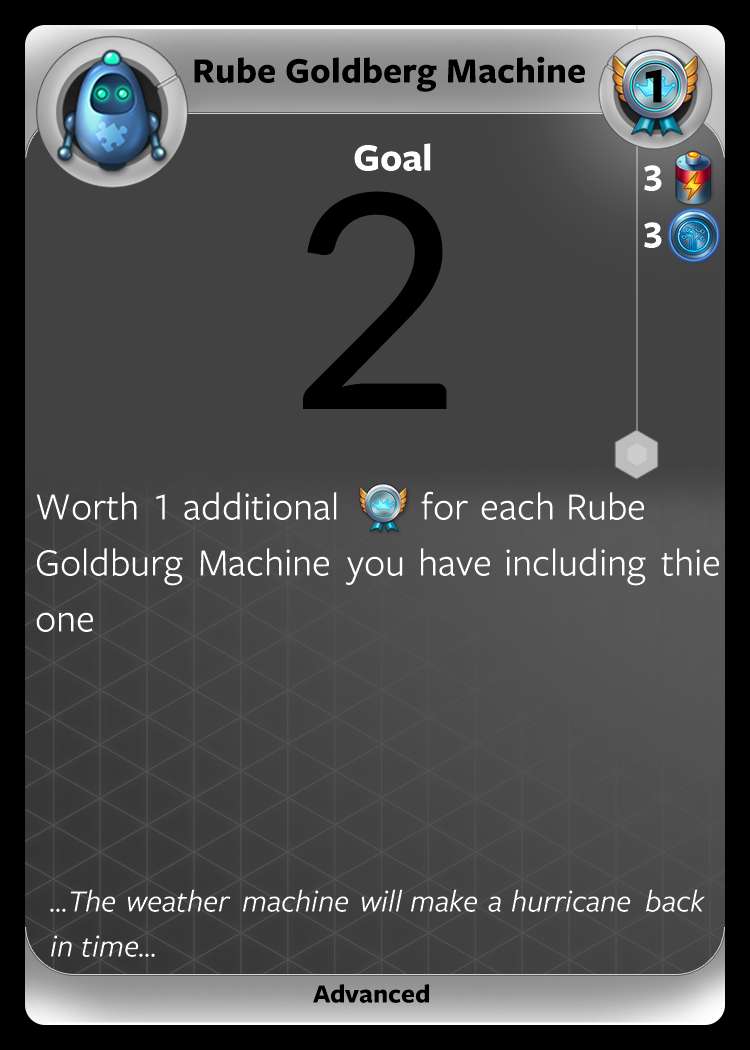 Rube Goldberg Machine
1
Goal
3
3
2
Worth 1 additional for each Rube
Goldburg Machine you have including thie
one
...The weather machine will make a hurricane back
in time...
Advanced